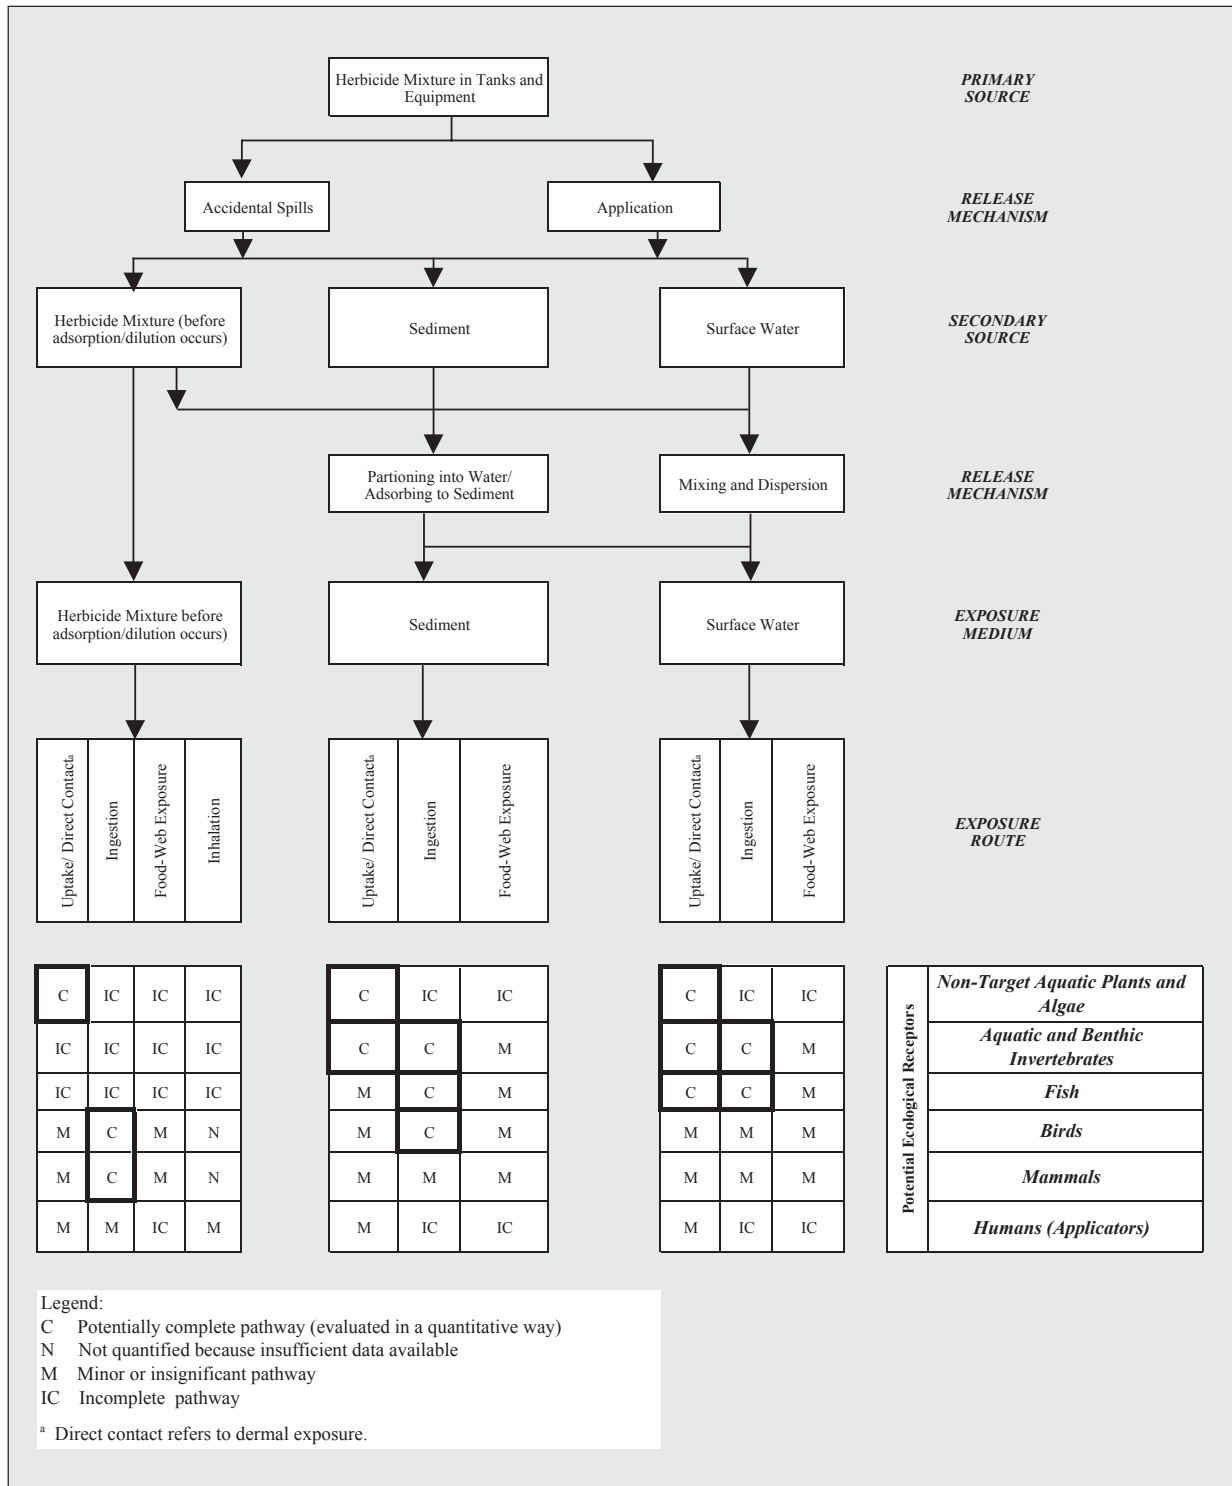 Herbicide Mixture in Tanks and
Equipment
PRIMARY
SOURCE
Accidental Spills
Application
RELEASE
MECHANISM
Herbicide Mixture (before
adsorption/dilution occurs)
Sediment
Surface Water
SECONDARY
SOURCE
Partioning into Water/
Adsorbing to Sediment
Mixing and Dispersion
RELEASE
MECHANISM
Herbicide Mixture before
adsorption/dilution occurs)
Sediment
Surface Water
EXPOSURE
MEDIUM
Uptake/ Direct Contactₐ
Ingestion
Food-Web Exposure
Inhalation
Uptake/ Direct Contactₐ
Ingestion
Food-Web Exposure
Uptake/ Direct Contactₐ
Ingestion
Food-Web Exposure
EXPOSURE
ROUTE
Potential Ecological Receptors
C IC IC IC C IC IC C IC IC Non-Target Aquatic Plants and
Algae
IC IC IC IC C C M C C M Aquatic and Benthic
Invertebrates
IC IC IC IC M C M C C M Fish
M C M N M C M M M M Birds
M C M N M M M M M M Mammals
M M IC M M IC IC M IC IC Humans (Applicators)
Legend:
C Potentially complete pathway (evaluated in a quantitative way)
N Not quantified because insufficient data available
M Minor or insignificant pathway
IC Incomplete pathway
ᵃ Direct contact refers to dermal exposure.